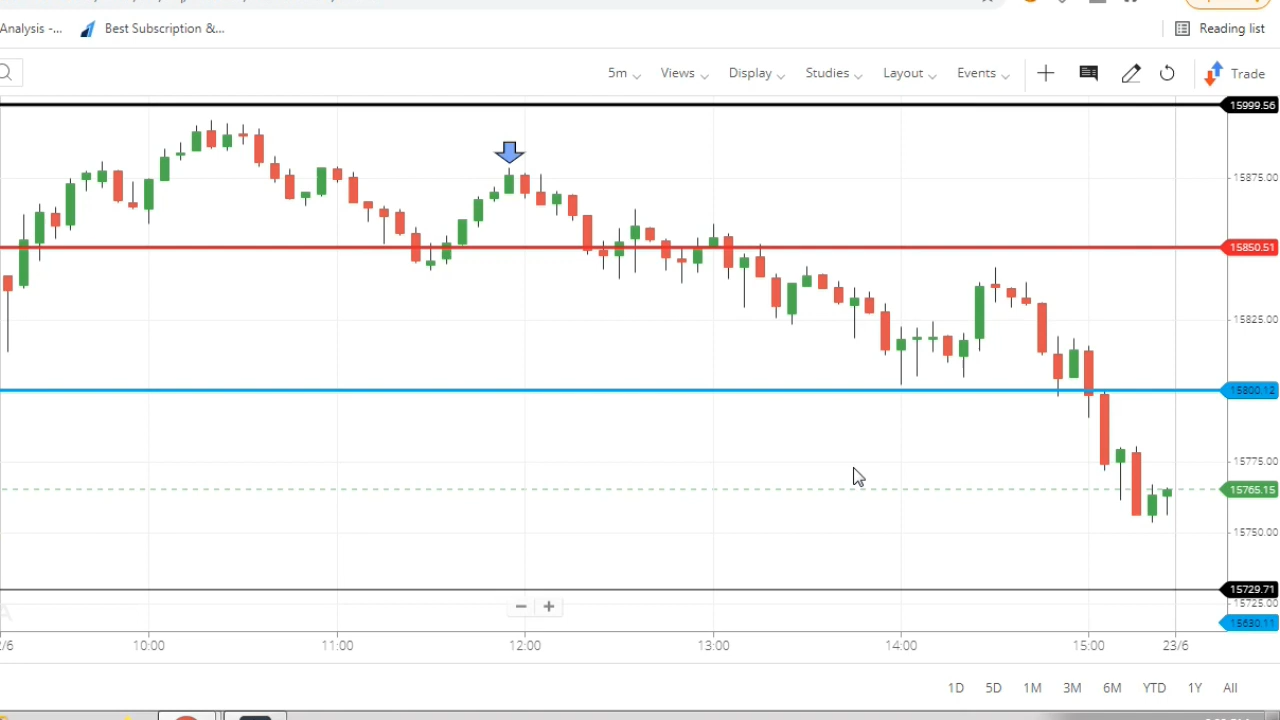 Analysis -... Best Subscription &... Reading list
5m Views Display Studies Layout Events Trade
15999.56
15875.00
15850.51
15825.00
15800.12
15775.00
15765.15
15750.00
15729.71
15725.00
15630.11
2/6 10:00 11:00 12:00 13:00 14:00 15:00 23/6
1D 5D 1M 3M 6M YTD 1Y All